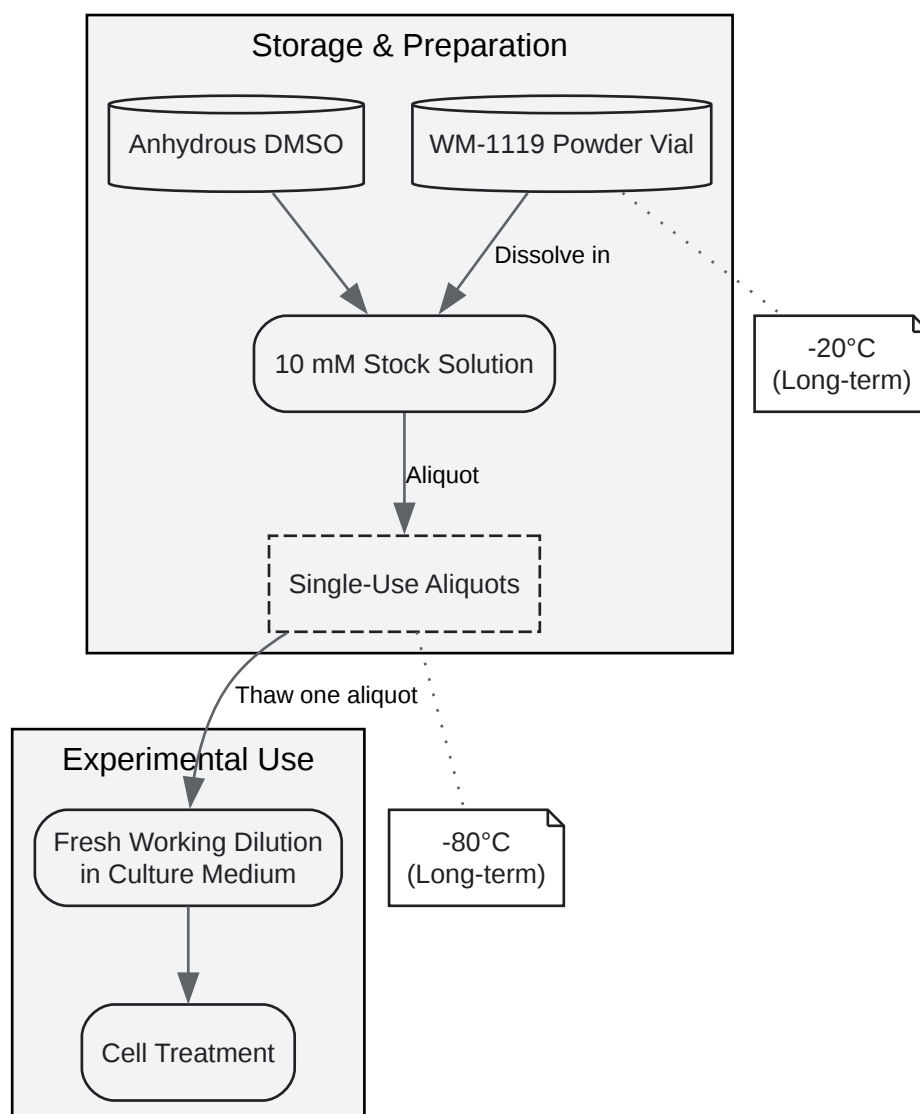 Storage & Preparation
Anhydrous DMSO
WM-1119 Powder Vial
Dissolve in
10 mM Stock Solution
-20°C
(Long-term)
Aliquot
Single-Use Aliquots
Thaw one aliquot
Experimental Use
Fresh Working Dilution
in Culture Medium
-80°C
(Long-term)
Cell Treatment